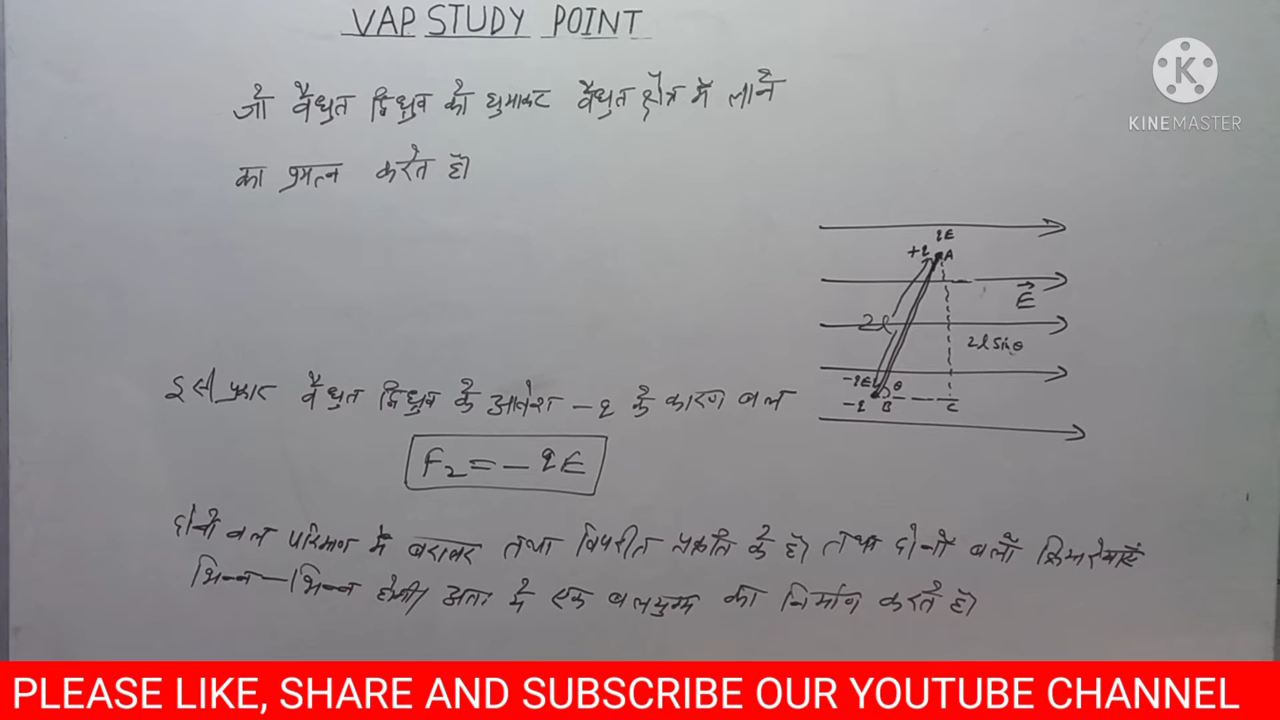 VAP STUDY POINT
जो वैधुत द्विध्रुव को घुमाकर वैधुत क्षेत्र में लाने
का प्रयत्न करते है।
KINEMASTER
qE
+q A
E
2l
2l sinθ
-qE θ
-q B C
इसी प्रकार वैधुत द्विध्रुव के आवेश -q के कारण बल
F2 = - qE
दोनो बल परिमाण में बराबर तथा विपरीत प्रकृति के है। तथा दोनों बलों
भिन्न-भिन्न होगी। अतः ये एक बलयुग्म का निर्माण करते है।
PLEASE LIKE, SHARE AND SUBSCRIBE OUR YOUTUBE CHANNEL